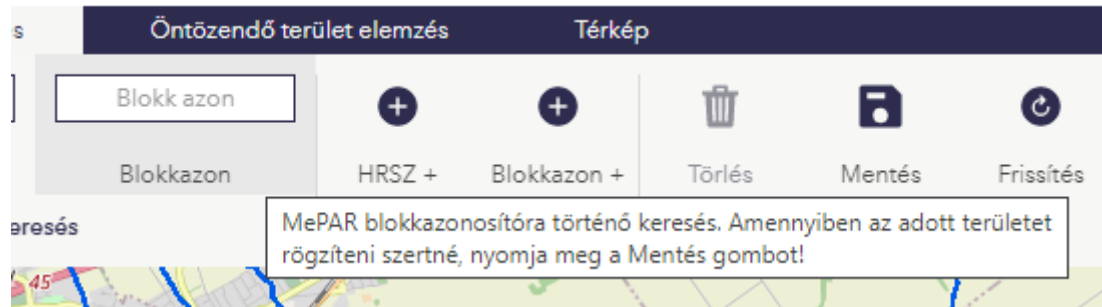 s Öntözendő terület elemzés Térkép
Blokk azon
Blokkazon HRSZ + Blokkazon + Törlés Mentés Frissítés
eresés
MePAR blokkazonosítóra történő keresés. Amennyiben az adott területet
rögzíteni szertné, nyomja meg a Mentés gombot!
45